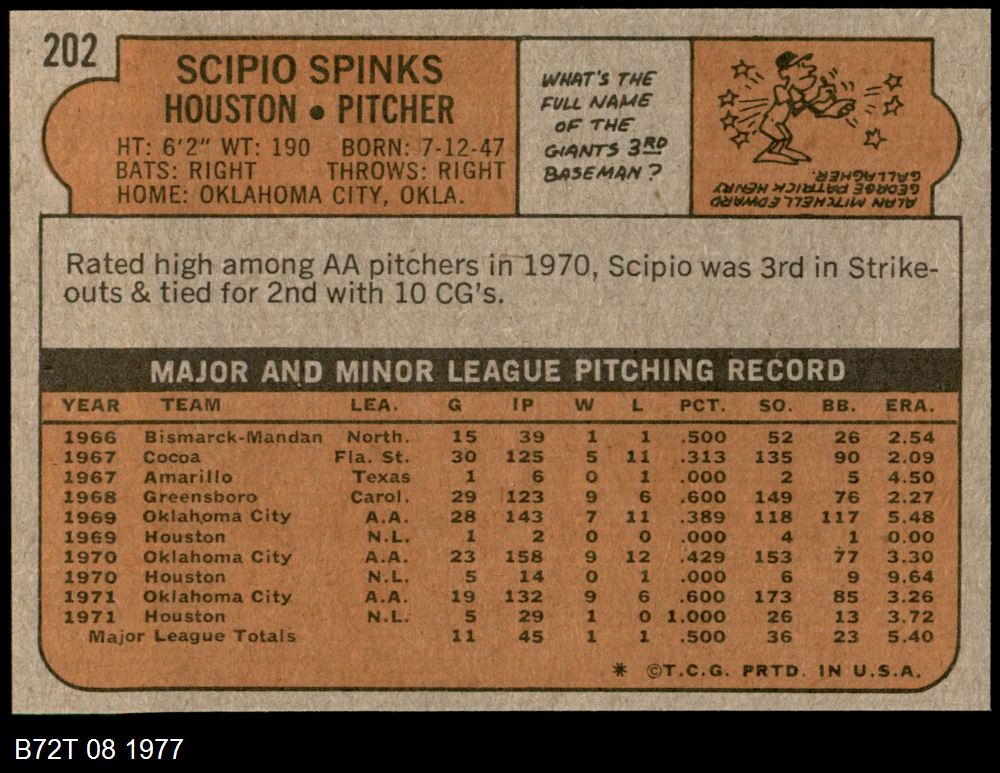 202
SCIPIO SPINKS
HOUSTON • PITCHER
HT: 6'2" WT: 190 BORN: 7-12-47
BATS: RIGHT THROWS: RIGHT
HOME: OKLAHOMA CITY, OKLA.
WHAT'S THE
FULL NAME
OF THE
GIANTS 3RD
BASEMAN?
ALAN MITCHELL EDWARD
GEORGE PATRICK HENRY
GALLAGHER.
Rated high among AA pitchers in 1970, Scipio was 3rd in Strike-
outs & tied for 2nd with 10 CG's.
MAJOR AND MINOR LEAGUE PITCHING RECORD
YEAR TEAM LEA. G IP W L PCT. SO. BB. ERA.
1966 Bismarck-Mandan North. 15 39 1 1 .500 52 26 2.54
1967 Cocoa Fla. St. 30 125 5 11 .313 135 90 2.09
1967 Amarillo Texas 1 6 0 1 .000 2 5 4.50
1968 Greensboro Carol. 29 123 9 6 .600 149 76 2.27
1969 Oklahoma City A.A. 28 143 7 11 .389 118 117 5.48
1969 Houston N.L. 1 2 0 0 .000 4 1 0.00
1970 Oklahoma City A.A. 23 158 9 12 .429 153 77 3.30
1970 Houston N.L. 5 14 0 1 .000 6 9 9.64
1971 Oklahoma City A.A. 19 132 9 6 .600 173 85 3.26
1971 Houston N.L. 5 29 1 0 1.000 26 13 3.72
Major League Totals 11 45 1 1 .500 36 23 5.40
* ©T.C.G. PRTD. IN U.S.A.
B72T 08 1977